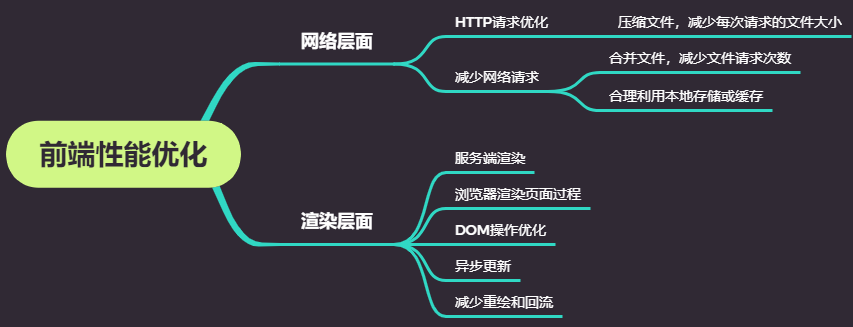 前端性能优化
网络层面
HTTP请求优化
压缩文件，减少每次请求的文件大小
减少网络请求
合并文件，减少文件请求次数
合理利用本地存储或缓存
渲染层面
服务端渲染
浏览器渲染页面过程
DOM操作优化
异步更新
减少重绘和回流